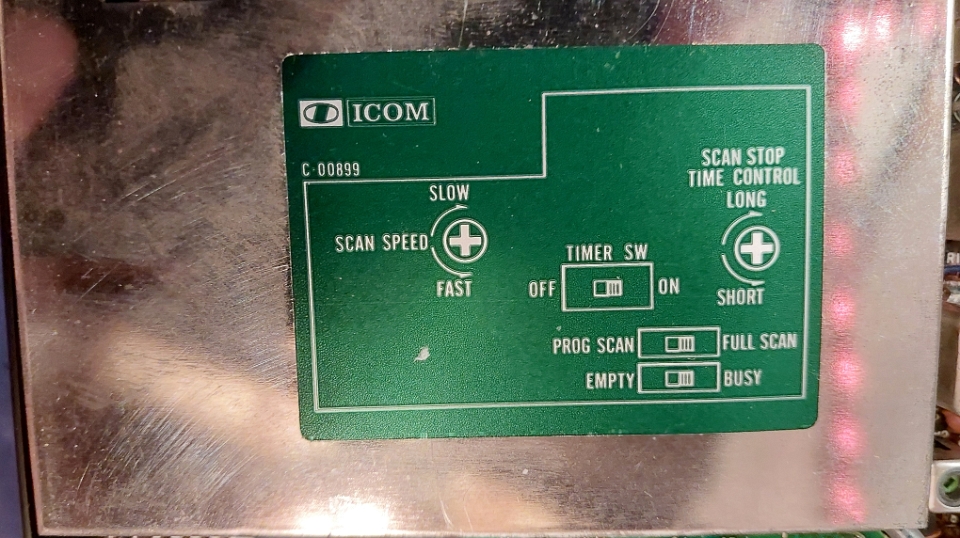 ICOM
C-00899
SLOW
SCAN SPEED
FAST
SCAN STOP
TIME CONTROL
LONG
SHORT
TIMER SW
OFF ON
PROG SCAN FULL SCAN
EMPTY BUSY